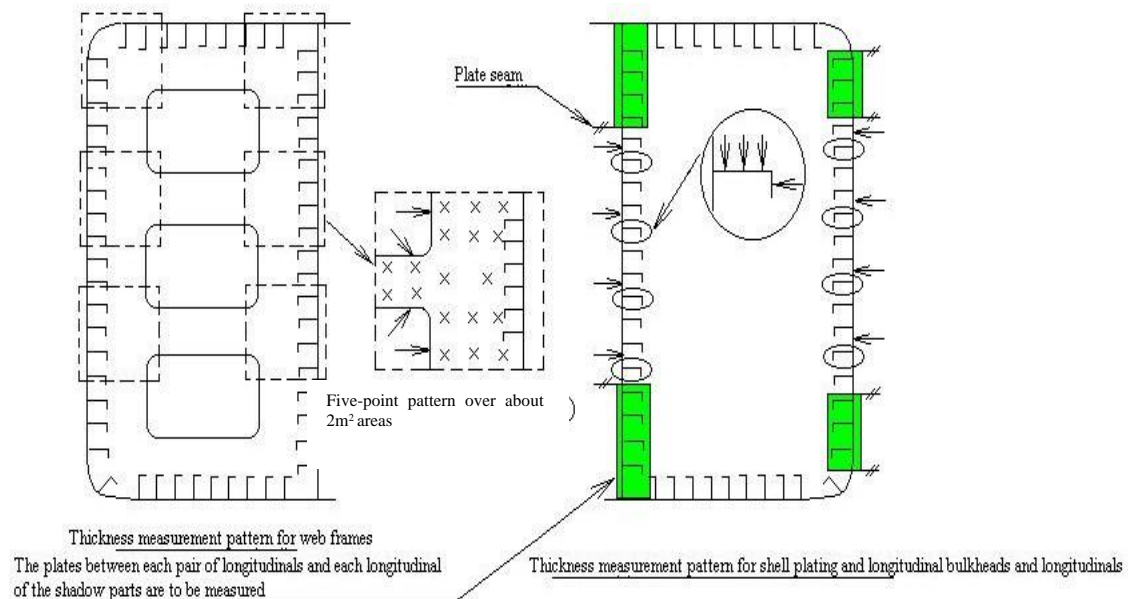 Plate seam
Five-point pattern over about
2m² areas
Thickness measurement pattern for web frames
The plates between each pair of longitudinals and each longitudinal
of the shadow parts are to be measured
Thickness measurement pattern for shell plating and longitudinal bulkheads and longitudinals